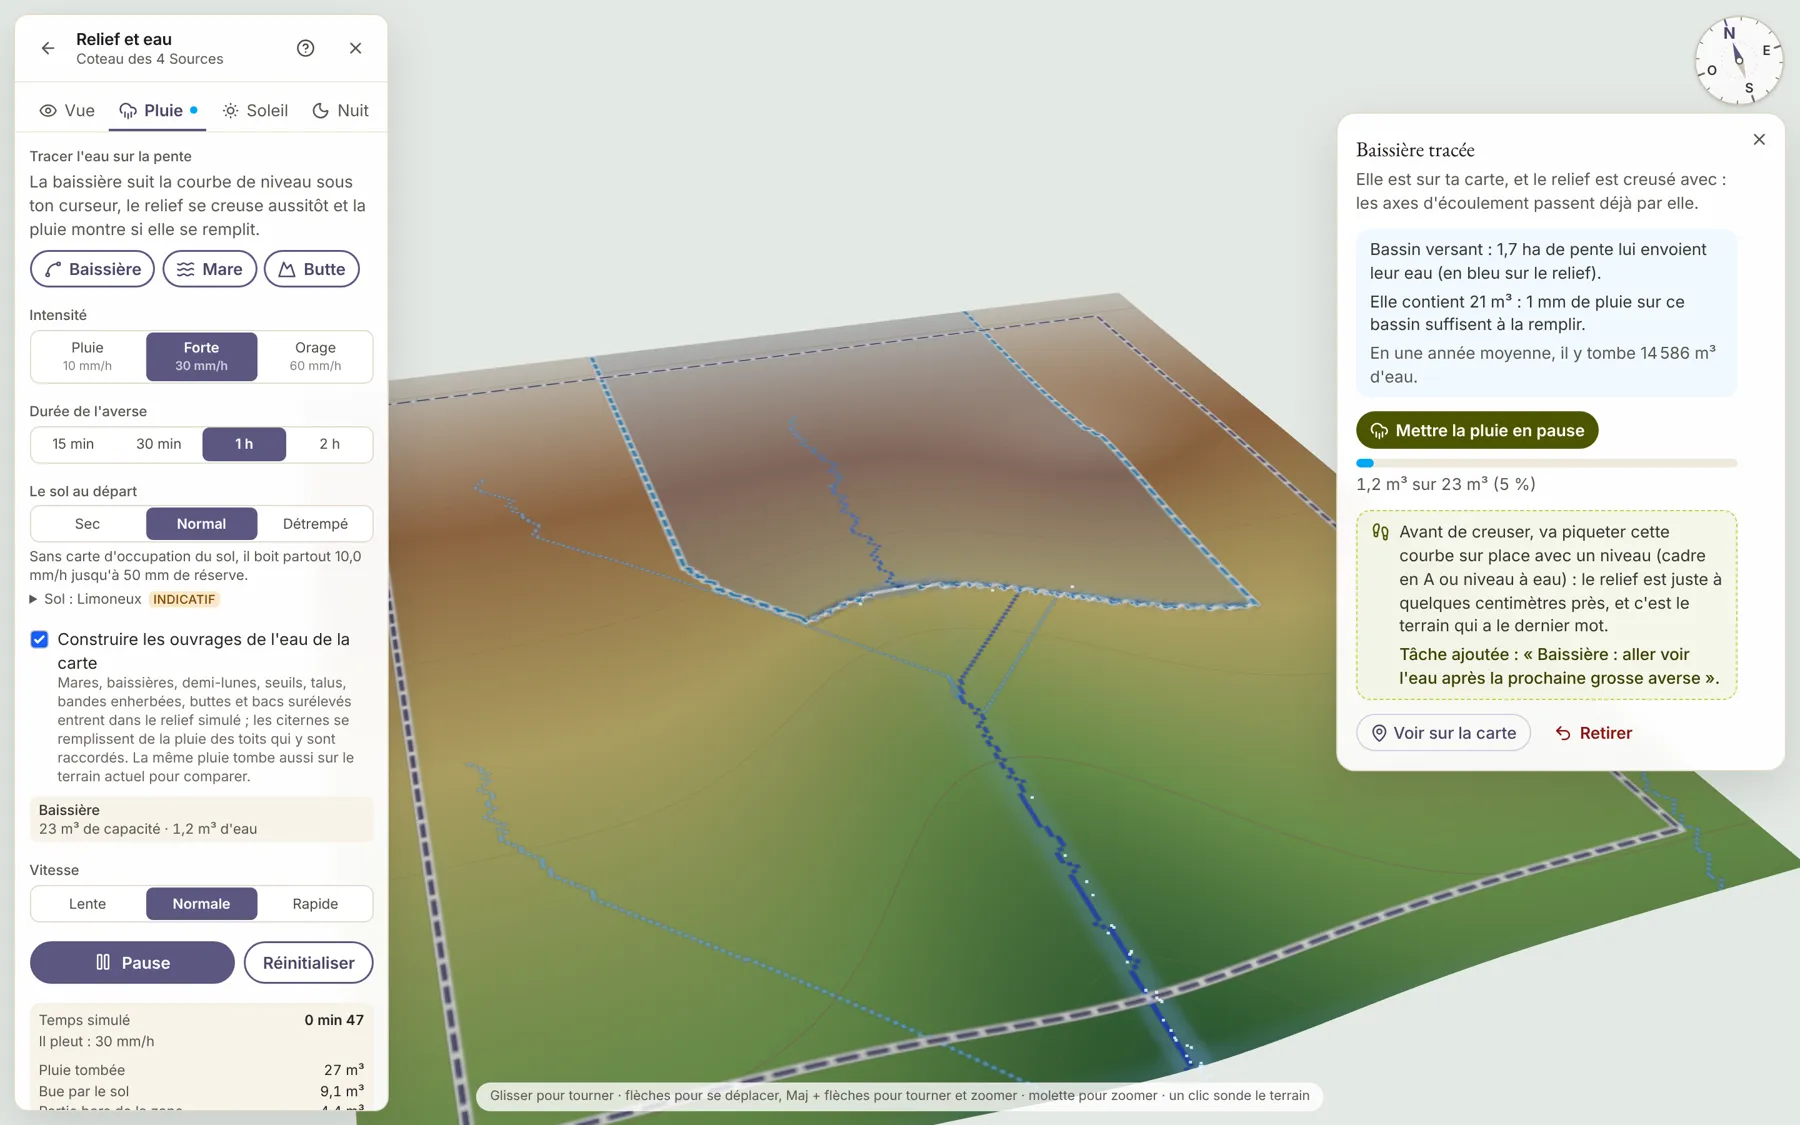 Relief et eau
Coteau des 4 Sources
Vue
Pluie
Soleil
Nuit
Tracer l'eau sur la pente
La baissière suit la courbe de niveau sous
ton curseur, le relief se creuse aussitôt et la
pluie montre si elle se remplit.
Baissière
Mare
Butte
Intensité
Pluie
10 mm/h
Forte
30 mm/h
Orage
60 mm/h
Durée de l'averse
15 min
30 min
1 h
2 h
Le sol au départ
Sec
Normal
Détrempé
Sans carte d'occupation du sol, il boit partout 10,0
mm/h jusqu'à 50 mm de réserve.
Sol : Limoneux INDICATIF
Construire les ouvrages de l'eau de la
carte
Mares, baissières, demi-lunes, seuils, talus,
bandes enherbées, buttes et bacs surélevés
entrent dans le relief simulé ; les citernes se
remplissent de la pluie des toits qui y sont
raccordés. La même pluie tombe aussi sur le
terrain actuel pour comparer.
Baissière
23 m³ de capacité · 1,2 m³ d'eau
Vitesse
Lente
Normale
Rapide
Pause
Réinitialiser
Temps simulé 0 min 47
Il pleut : 30 mm/h
Pluie tombée 27 m³
Bue par le sol 9,1 m³
N
E
S
O
Baissière tracée
Elle est sur ta carte, et le relief est creusé avec :
les axes d'écoulement passent déjà par elle.
Bassin versant : 1,7 ha de pente lui envoient
leur eau (en bleu sur le relief).
Elle contient 21 m³ : 1 mm de pluie sur ce
bassin suffisent à la remplir.
En une année moyenne, il y tombe 14 586 m³
d'eau.
Mettre la pluie en pause
1,2 m³ sur 23 m³ (5 %)
Avant de creuser, va piqueter cette
courbe sur place avec un niveau (cadre
en A ou niveau à eau) : le relief est juste à
quelques centimètres près, et c'est le
terrain qui a le dernier mot.
Tâche ajoutée : « Baissière : aller voir
l'eau après la prochaine grosse averse ».
Voir sur la carte
Retirer
Glisser pour tourner · flèches pour se déplacer, Maj + flèches pour tourner et zoomer · molette pour zoomer · un clic sonde le terrain